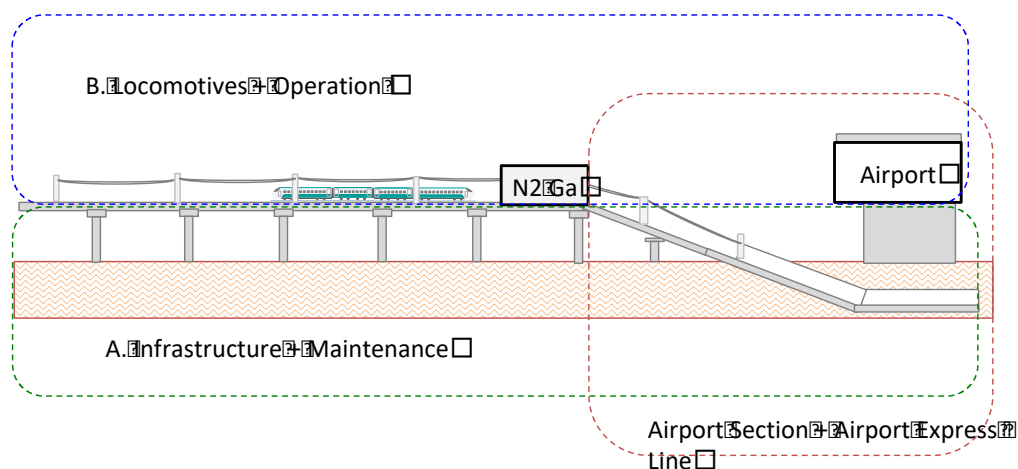 B. Locomotives + Operation
N2 Ga
Airport
A. Infrastructure + Maintenance
Airport Section + Airport Express
Line